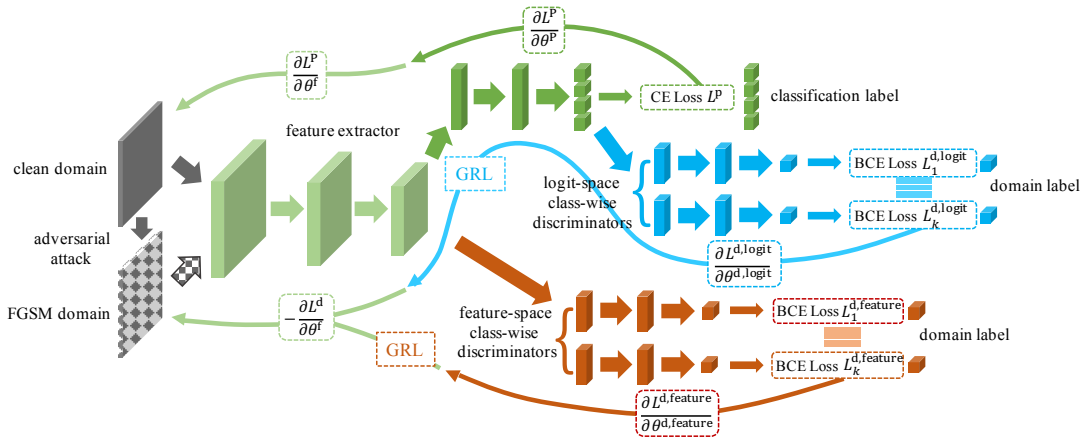 ∂L^P
∂θ^P
∂L^P
∂θ^f
CE Loss L^P
classification label
feature extractor
clean domain
GRL
BCE Loss L_1^{d,logit}
logit-space
class-wise
discriminators
domain label
BCE Loss L_k^{d,logit}
adversarial
attack
∂L^{d,logit}
∂θ^{d,logit}
FGSM domain
−∂L^d
∂θ^f
feature-space
class-wise
discriminators
BCE Loss L_1^{d,feature}
domain label
GRL
BCE Loss L_k^{d,feature}
∂L^{d,feature}
∂θ^{d,feature}